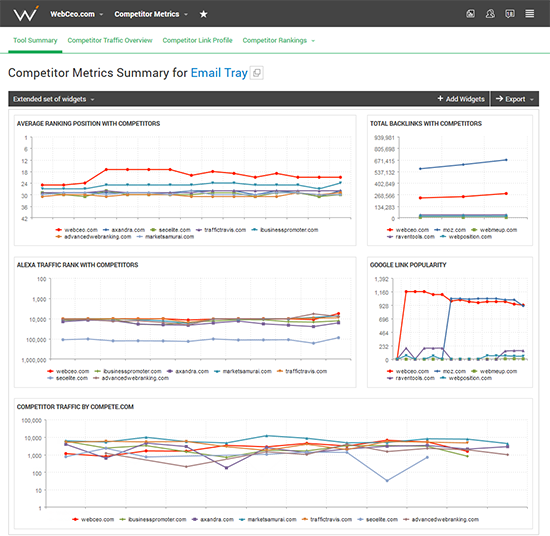 WebCeo.com
Competitor Metrics
Tool Summary
Competitor Traffic Overview
Competitor Link Profile
Competitor Rankings
Competitor Metrics Summary for Email Tray
Extended set of widgets
+ Add Widgets
Export
AVERAGE RANKING POSITION WITH COMPETITORS
1
6
12
18
24
30
36
42
webceo.com axandra.com seoelite.com traffictravis.com ibusinesspromoter.com
advancedwebranking.com marketsamurai.com
TOTAL BACKLINKS WITH COMPETITORS
939,981
805,698
671,415
537,132
402,849
268,566
134,283
0
webceo.com moz.com webmeup.com
raventools.com webposition.com
ALEXA TRAFFIC RANK WITH COMPETITORS
100
1,000
10,000
100,000
1,000,000
webceo.com ibusinesspromoter.com axandra.com marketsamurai.com traffictravis.com
seoelite.com advancedwebranking.com
GOOGLE LINK POPULARITY
1,392
1,160
928
696
464
232
0
webceo.com moz.com webmeup.com
raventools.com webposition.com
COMPETITOR TRAFFIC BY COMPETE.COM
100,000
10,000
1,000
100
10
1
webceo.com ibusinesspromoter.com axandra.com marketsamurai.com traffictravis.com seoelite.com advancedwebranking.com